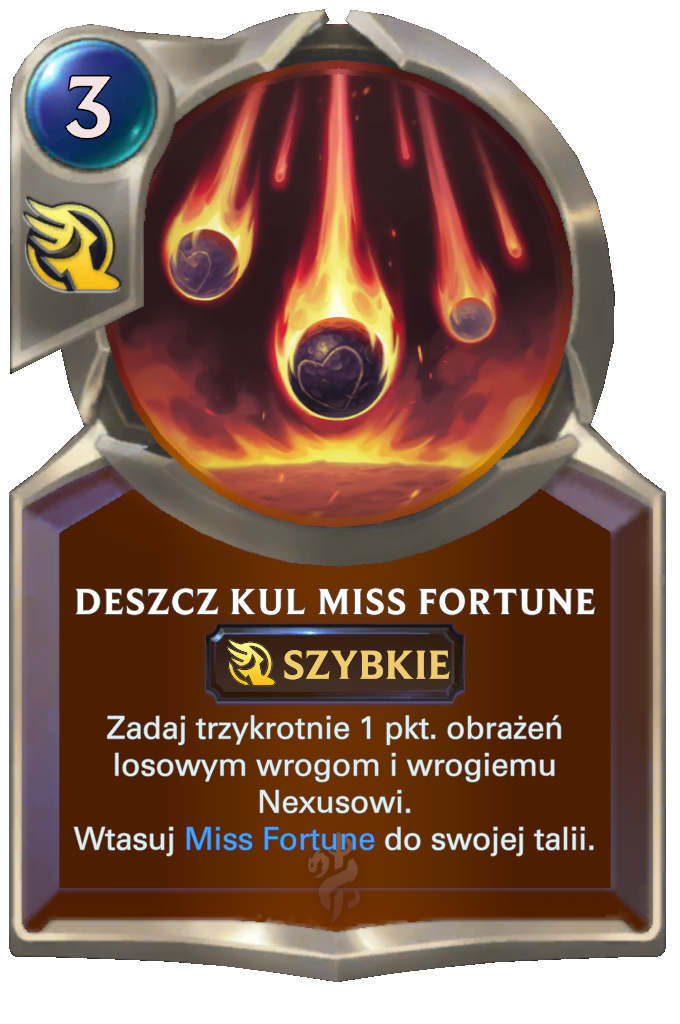 3
DESZCZ KUL MISS FORTUNE
SZYBKIE
Zadaj trzykrotnie 1 pkt. obrażeń
losowym wrogom i wrogiemu
Nexusowi.
Wtasuj Miss Fortune do swojej talii.